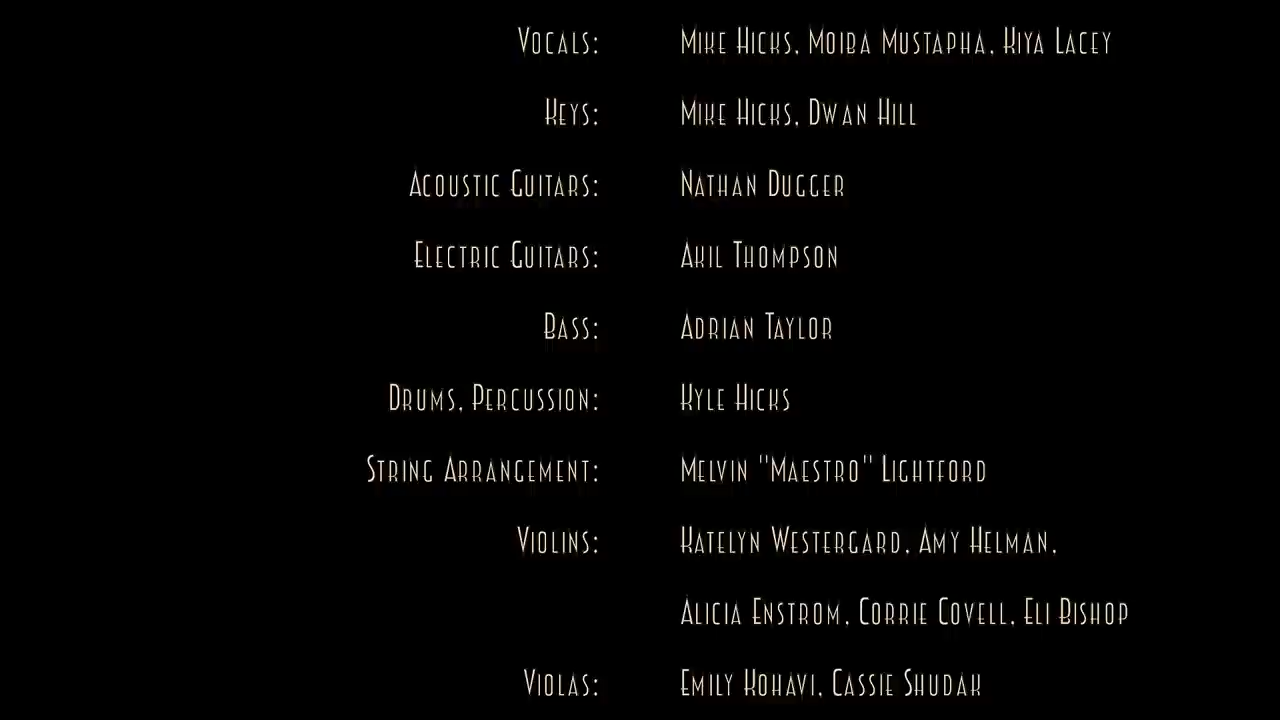 Vocals: Mike Hicks, Moiba Mustapha, Kiya Lacey
Keys: Mike Hicks, Dwan Hill
Acoustic Guitars: Nathan Dugger
Electric Guitars: Akil Thompson
Bass: Adrian Taylor
Drums, Percussion: Kyle Hicks
String Arrangement: Melvin "Maestro" Lightford
Violins: Katelyn Westergard, Amy Helman,
Alicia Enstrom, Corrie Covell, Eli Bishop
Violas: Emily Kohavi, Cassie Shudak